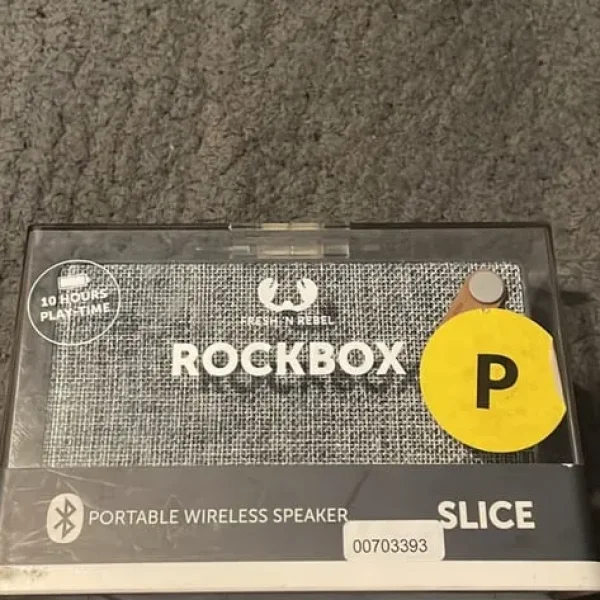 10 HOURS
PLAY-TIME
FRESH 'N REBEL
ROCKBOX
P
PORTABLE WIRELESS SPEAKER
SLICE
00703393